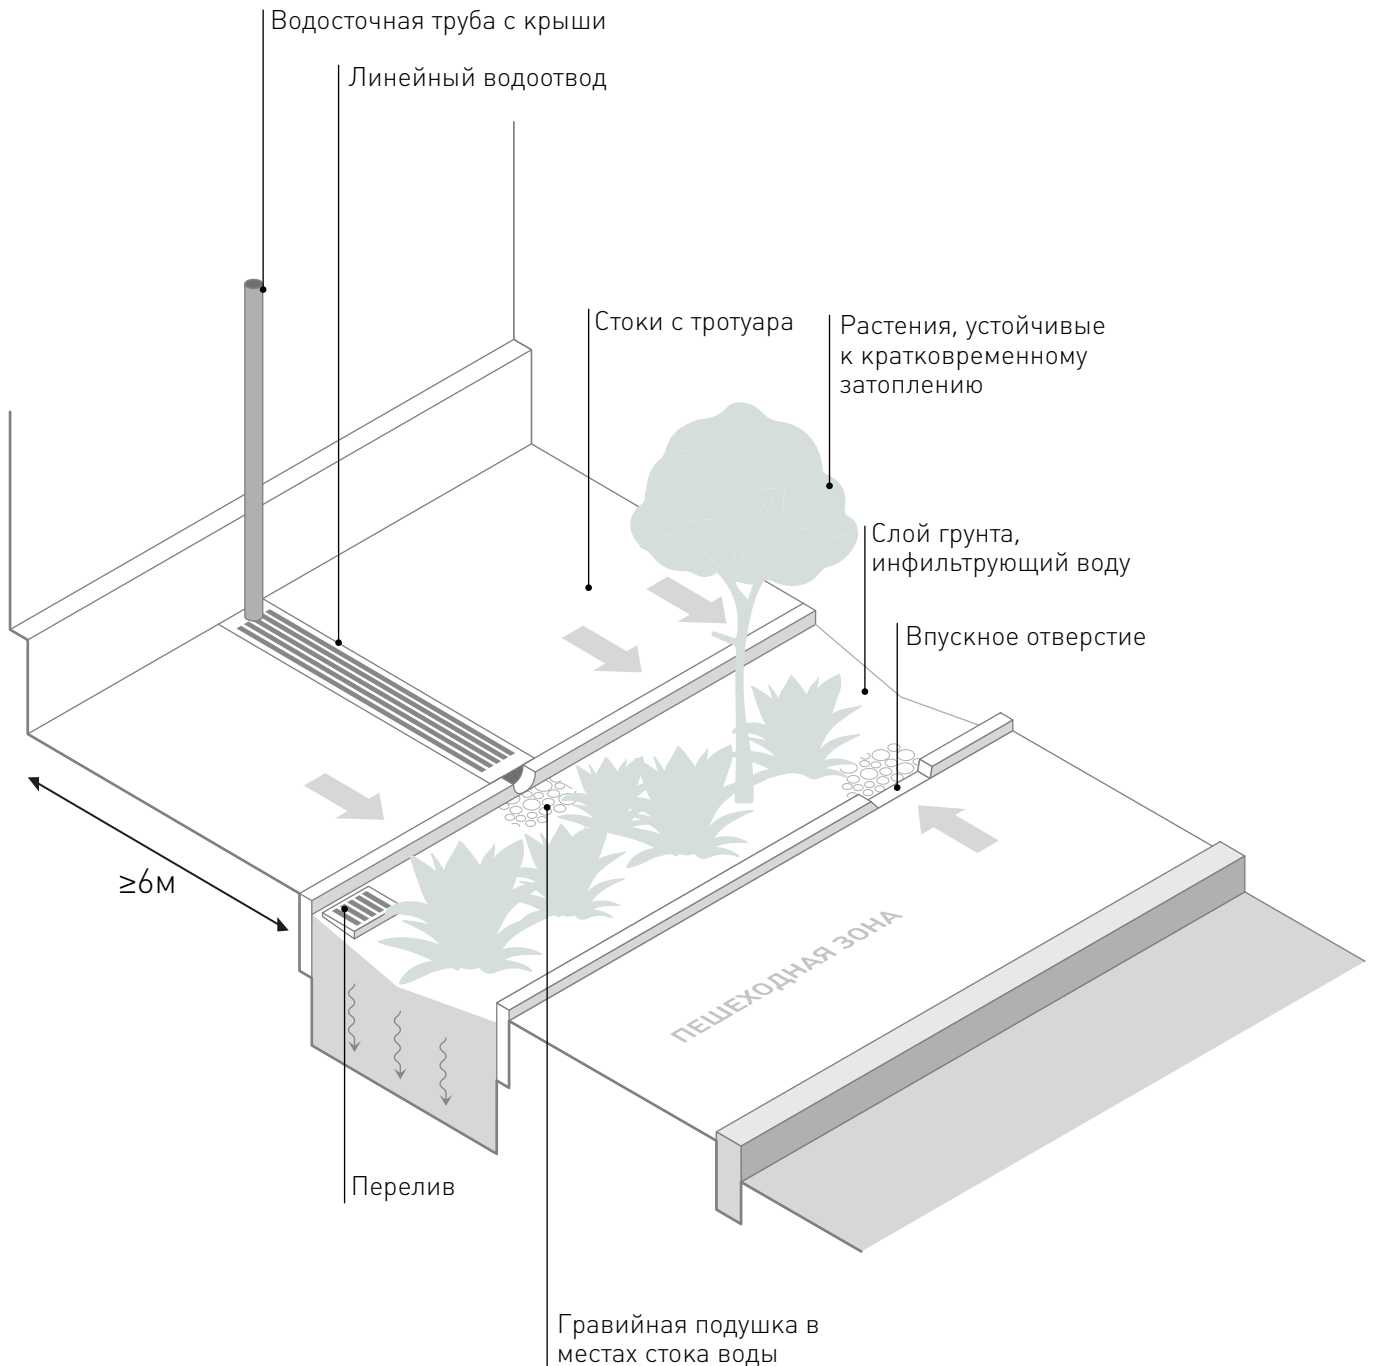 Водосточная труба с крыши
Линейный водоотвод
Стоки с тротуара
Растения, устойчивые
к кратковременному
затоплению
Слой грунта,
инфильтрующий воду
Впускное отверстие
≥6м
ПЕШЕХОДНАЯ ЗОНА
Перелив
Гравийная подушка в
местах стока воды